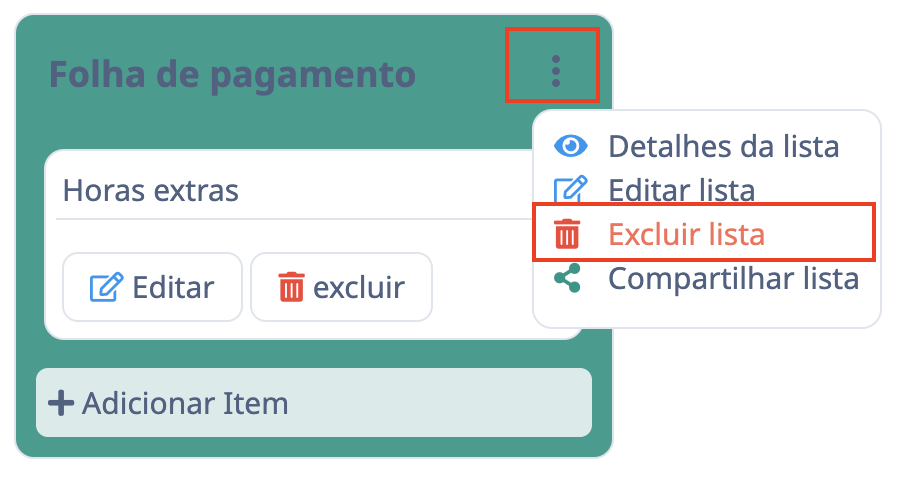 Folha de pagamento
Detalhes da lista
Editar lista
Excluir lista
Compartilhar lista
Horas extras
Editar
excluir
Adicionar Item